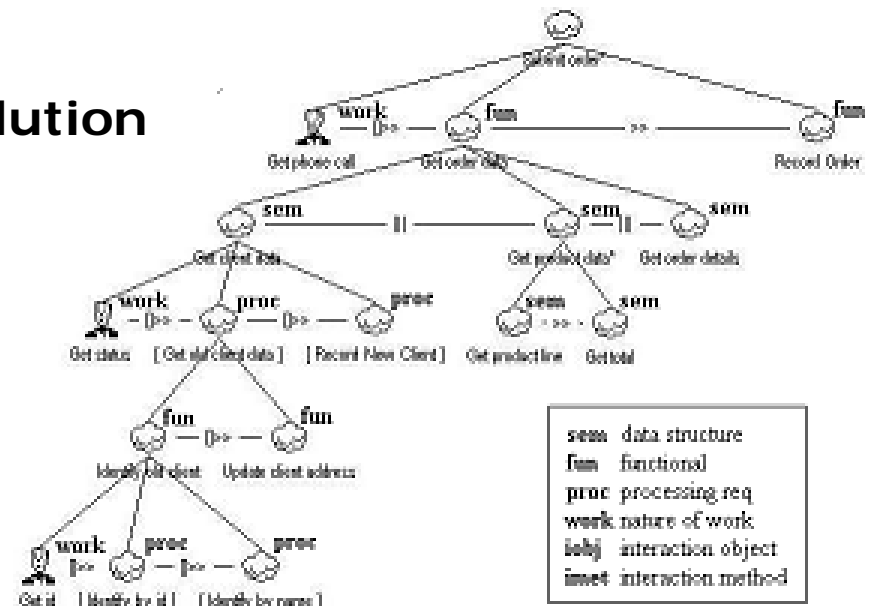 lution
Submit order*
work fun fun
[]>> >>
Get phone call Get order data Record Order
sem sem sem
||| |||
Get client data Get product data* Get order details
work proc proc sem sem
[]>> []>> >>
Get status [ Get old client data ] [ Record New Client ] Get product line Get total
fun fun
[]>>
Identify old client Update client address
work proc proc
[]>> []>>
Get id [ Identify by id ] [ Identify by name ]
sem data structure
fun functional
proc processing req
work nature of work
iobj interaction object
imet interaction method